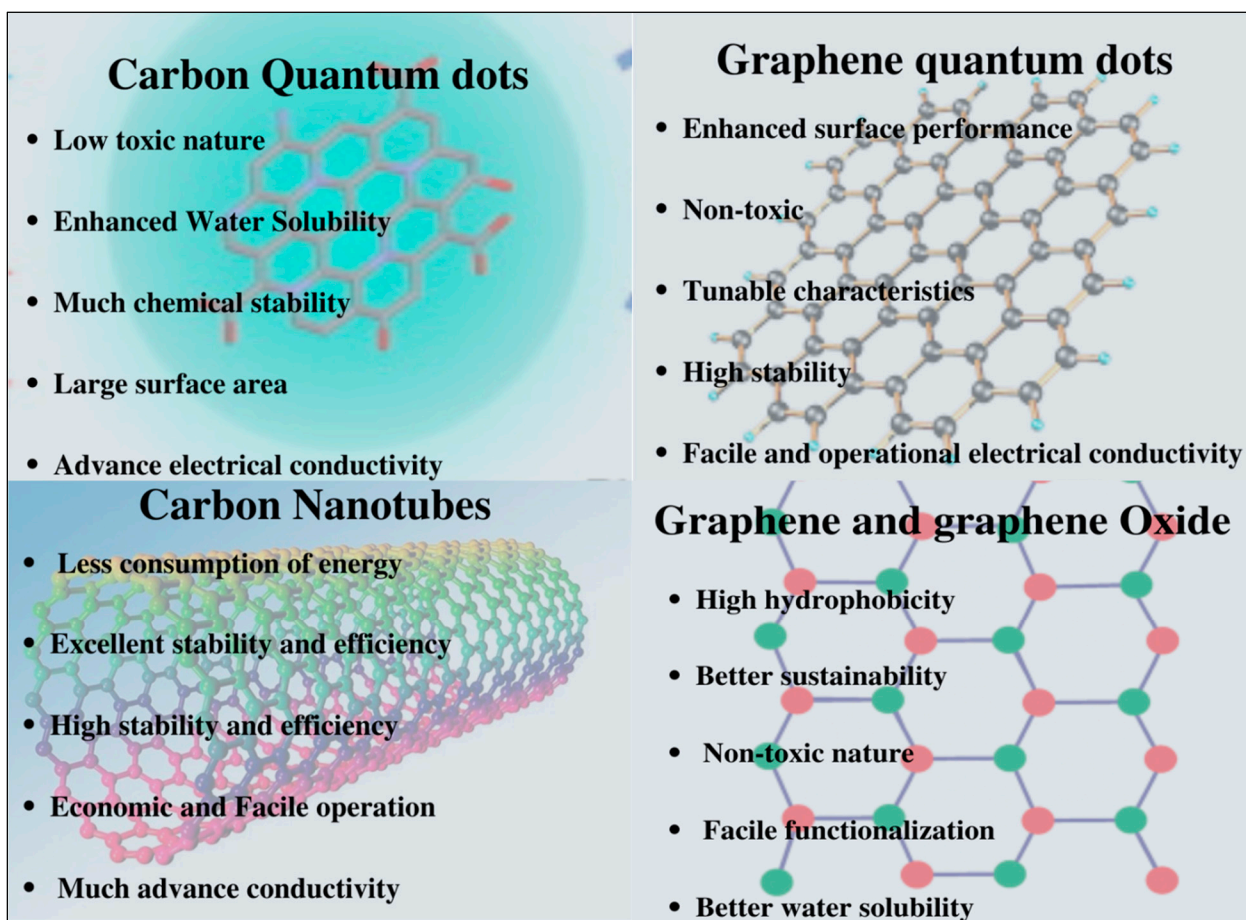 Carbon Quantum dots
• Low toxic nature
• Enhanced Water Solubility
• Much chemical stability
• Large surface area
• Advance electrical conductivity
Graphene quantum dots
• Enhanced surface performance
• Non-toxic
• Tunable characteristics
• High stability
• Facile and operational electrical conductivity
Carbon Nanotubes
• Less consumption of energy
• Excellent stability and efficiency
• High stability and efficiency
• Economic and Facile operation
• Much advance conductivity
Graphene and graphene Oxide
• High hydrophobicity
• Better sustainability
• Non-toxic nature
• Facile functionalization
• Better water solubility